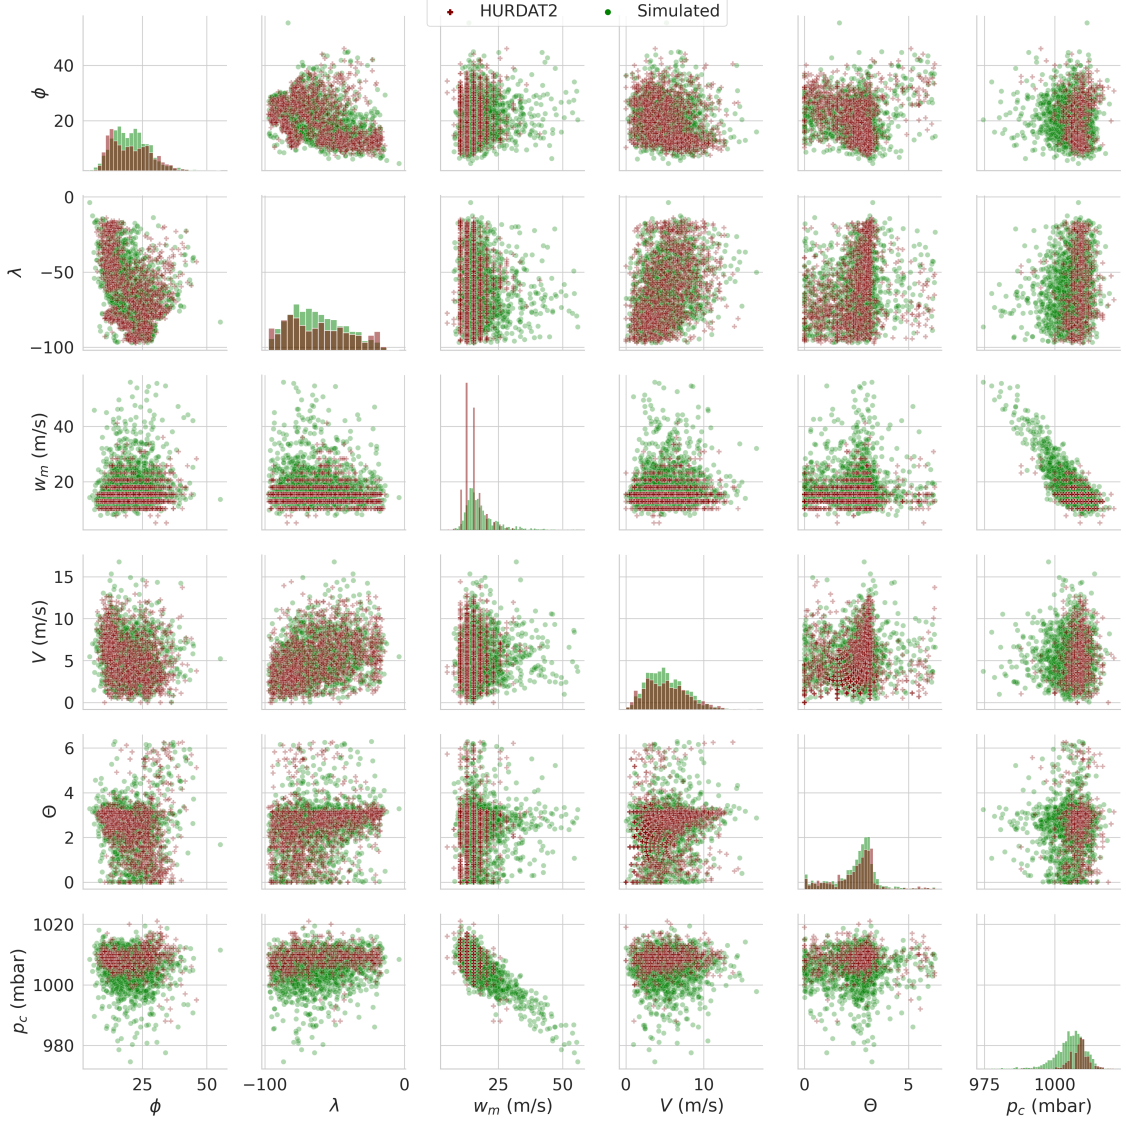 HURDAT2 Simulated
40
20
ϕ
0
−50
−100
λ
40
20
w_m (m/s)
15
10
5
0
V (m/s)
6
4
2
0
Θ
1020
1000
980
p_c (mbar)
25 50 −100 0 25 50 0 10 0 5 975 1000
ϕ λ w_m (m/s) V (m/s) Θ p_c (mbar)